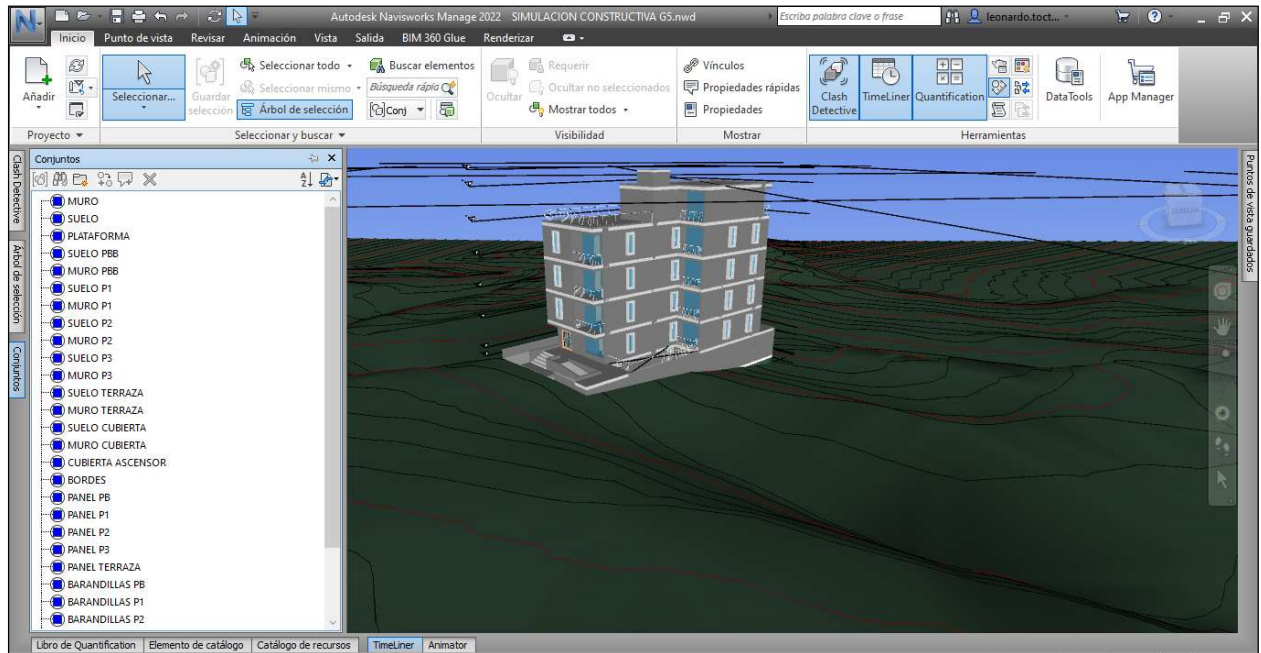 Autodesk Navisworks Manage 2022 SIMULACION CONSTRUCTIVA G5.nwd
Escriba palabra clave o frase
leonardo.toct...
Inicio Punto de vista Revisar Animación Vista Salida BIM 360 Glue Renderizar
Añadir
Seleccionar...
Guardar selección
Seleccionar todo
Seleccionar mismo
Árbol de selección
Buscar elementos
Búsqueda rápida
Conj
Ocultar
Requerir
Ocultar no seleccionados
Mostrar todos
Vínculos
Propiedades rápidas
Propiedades
Clash Detective
TimeLiner
Quantification
DataTools
App Manager
Proyecto
Seleccionar y buscar
Visibilidad
Mostrar
Herramientas
Clash Detective
Árbol de selección
Conjuntos
Conjuntos
MURO
SUELO
PLATAFORMA
SUELO PBB
MURO PBB
SUELO P1
MURO P1
SUELO P2
MURO P2
SUELO P3
MURO P3
SUELO TERRAZA
MURO TERRAZA
SUELO CUBIERTA
MURO CUBIERTA
CUBIERTA ASCENSOR
BORDES
PANEL PB
PANEL P1
PANEL P2
PANEL P3
PANEL TERRAZA
BARANDILLAS PB
BARANDILLAS P1
BARANDILLAS P2
Puntos de vista guardados
Libro de Quantification Elemento de catálogo Catálogo de recursos TimeLiner Animator